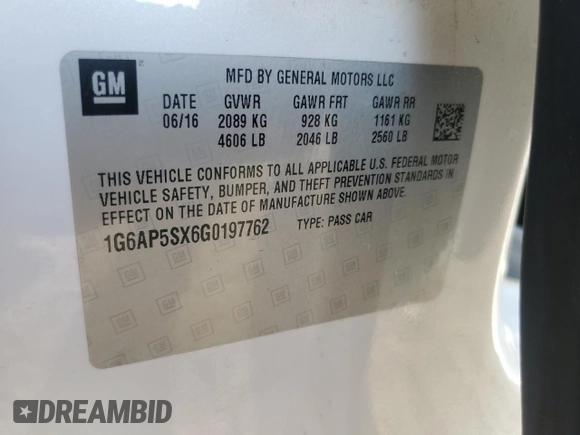 GM
MFD BY GENERAL MOTORS LLC
DATE GVWR GAWR FRT GAWR RR
06/16 2089 KG 928 KG 1161 KG
4606 LB 2046 LB 2560 LB
THIS VEHICLE CONFORMS TO ALL APPLICABLE U.S. FEDERAL MOTOR
VEHICLE SAFETY, BUMPER, AND THEFT PREVENTION STANDARDS IN
EFFECT ON THE DATE OF MANUFACTURE SHOWN ABOVE.
1G6AP5SX6G0197762 TYPE: PASS CAR
DREAMBID